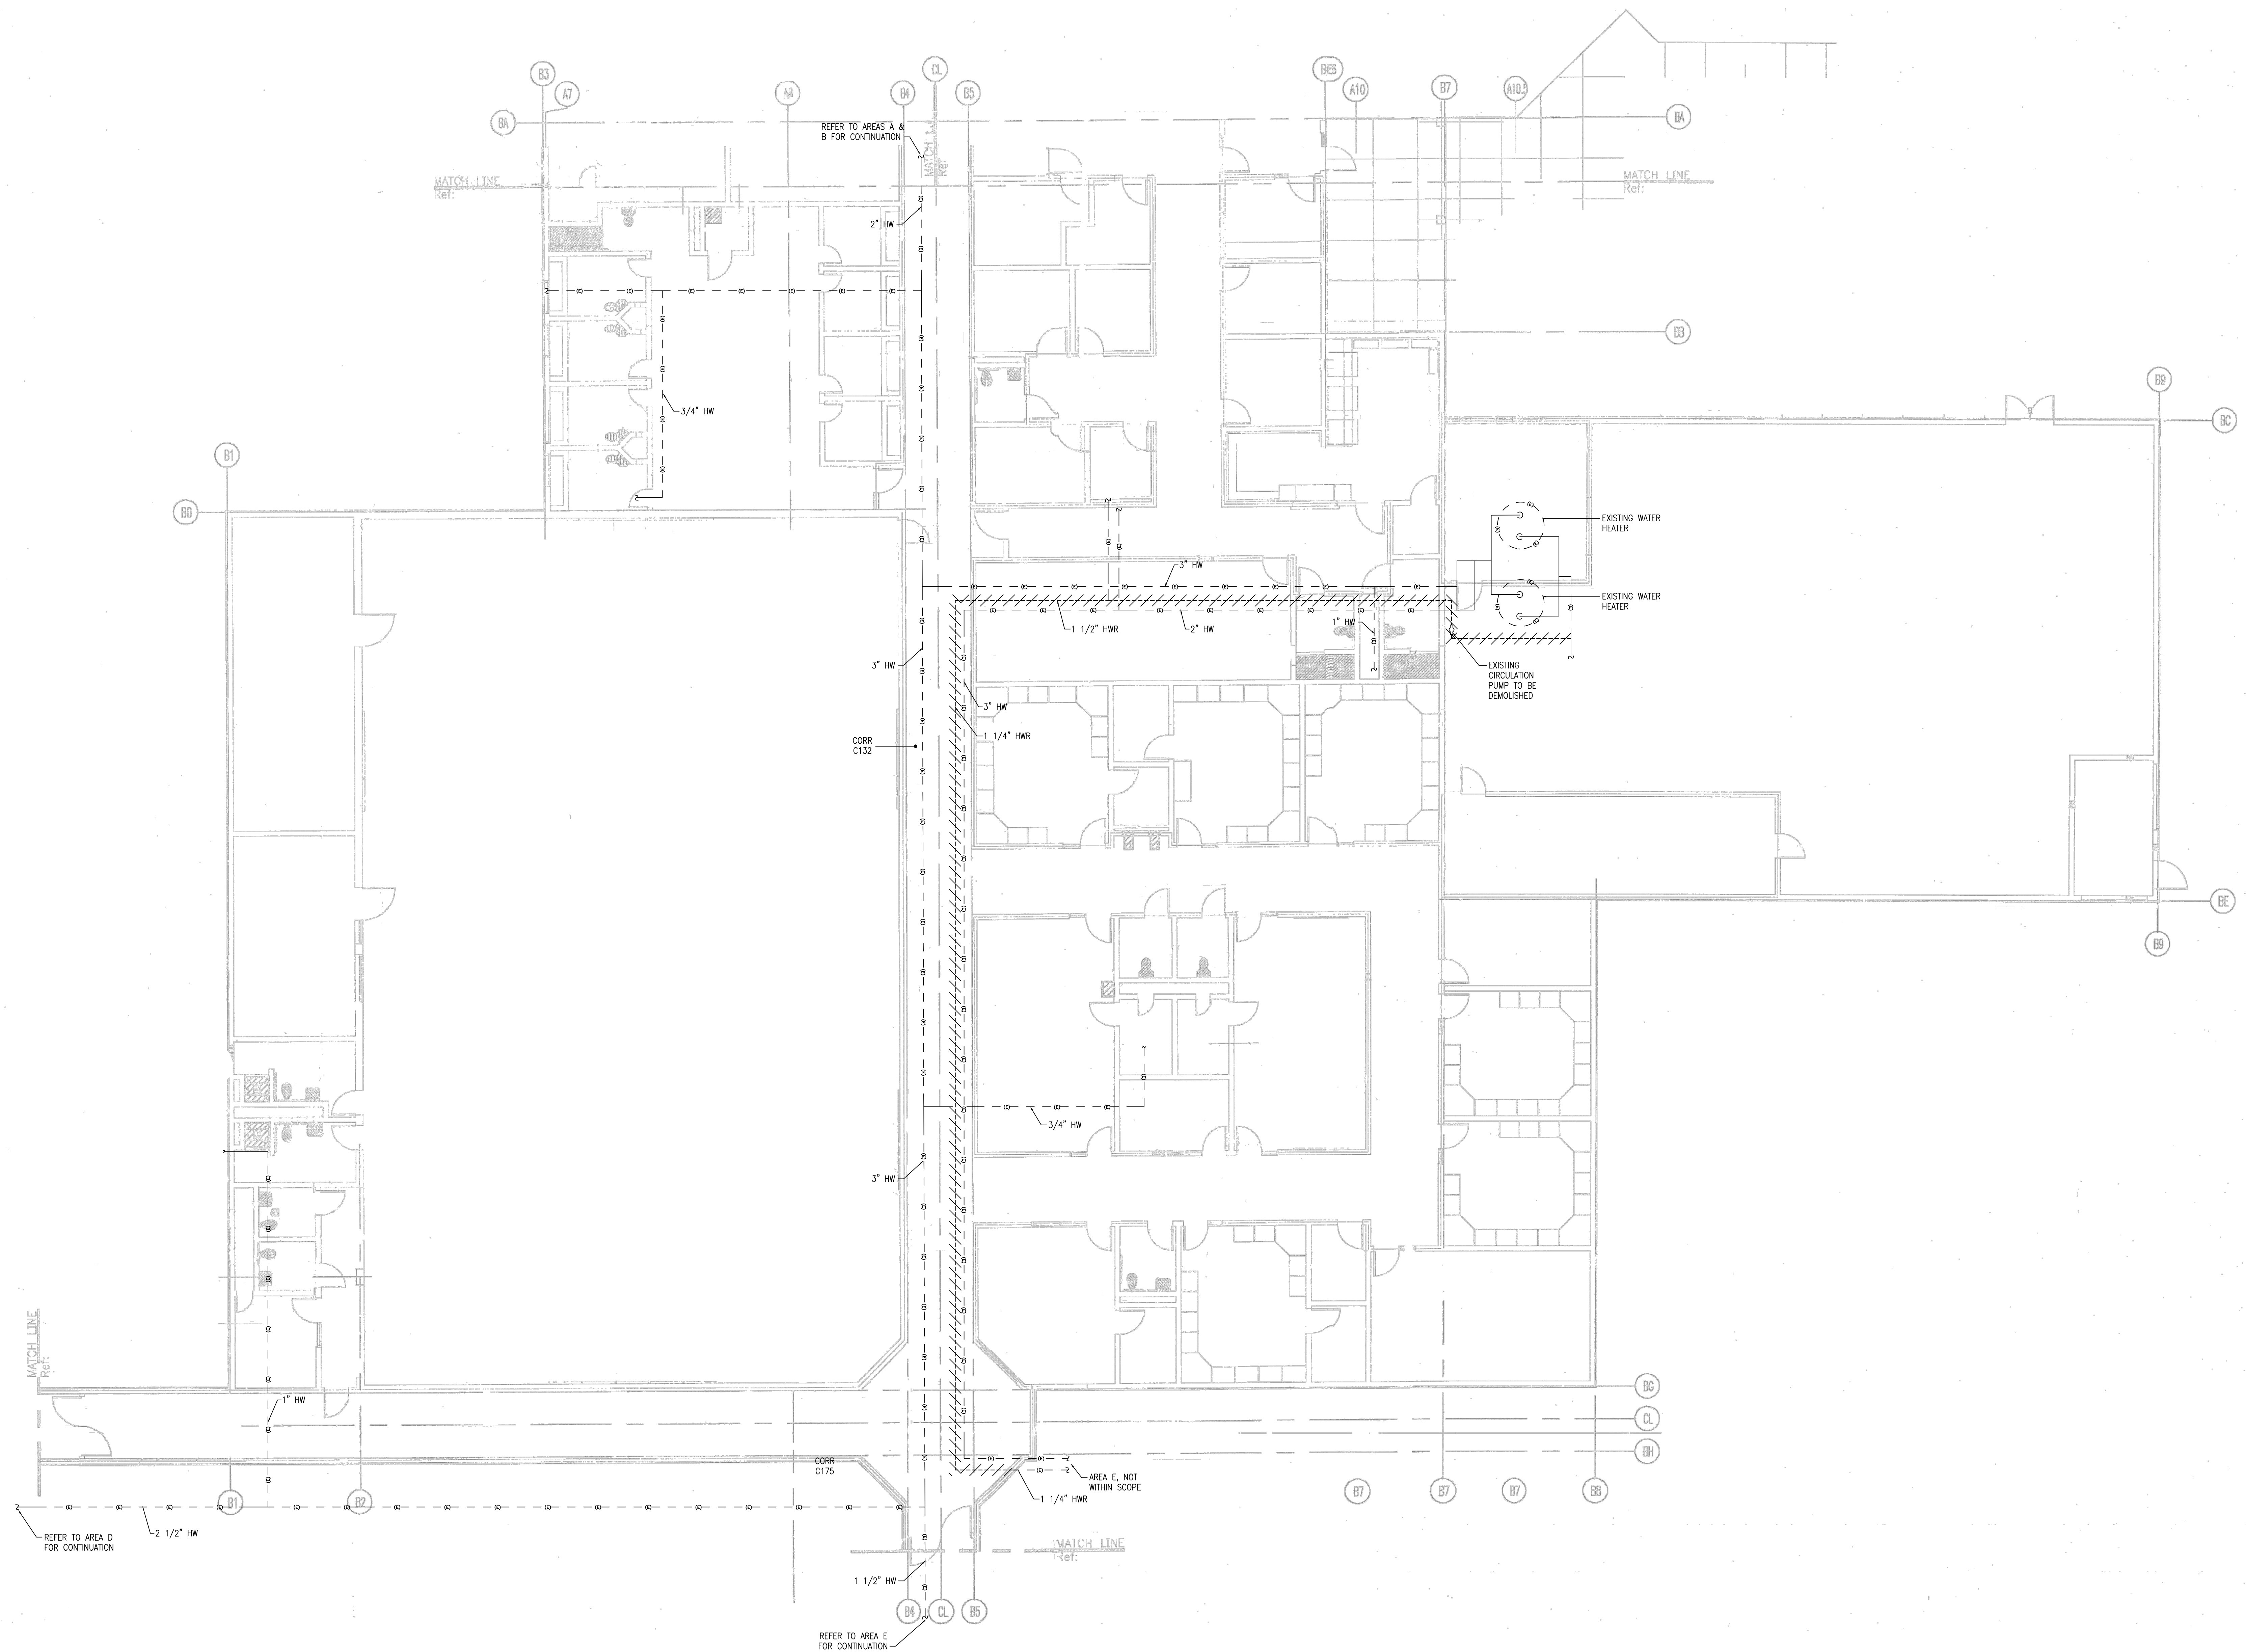 B3
A7
A8
B4
CL
B5
A10
B7
A10.5
BA
BA
REFER TO AREAS A &
B FOR CONTINUATION
MATCH LINE
Ref:
MATCH LINE
Ref:
MATCH LINE
Ref:
2" HW
BB
3/4" HW
B9
BC
B1
BD
EXISTING WATER
HEATER
3" HW
EXISTING WATER
HEATER
1 1/2" HWR
2" HW
1" HW
3" HW
EXISTING
CIRCULATION
PUMP TO BE
DEMOLISHED
3" HW
1 1/4" HWR
CORR
C132
BE
B9
3/4" HW
3" HW
MATCH LINE
Ref:
BG
1" HW
CL
BH
CORR
C175
AREA E, NOT
WITHIN SCOPE
1 1/4" HWR
B1
B2
B7
B7
B7
B8
2 1/2" HW
REFER TO AREA D
FOR CONTINUATION
MATCH LINE
Ref:
1 1/2" HW
B4
CL
B5
REFER TO AREA E
FOR CONTINUATION